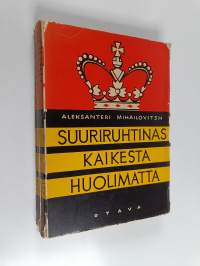 ALEKSANTERI MIHAILOVITSH
SUURIRUHTINAS
KAIKESTA
HUOLIMATTA
OTAVA